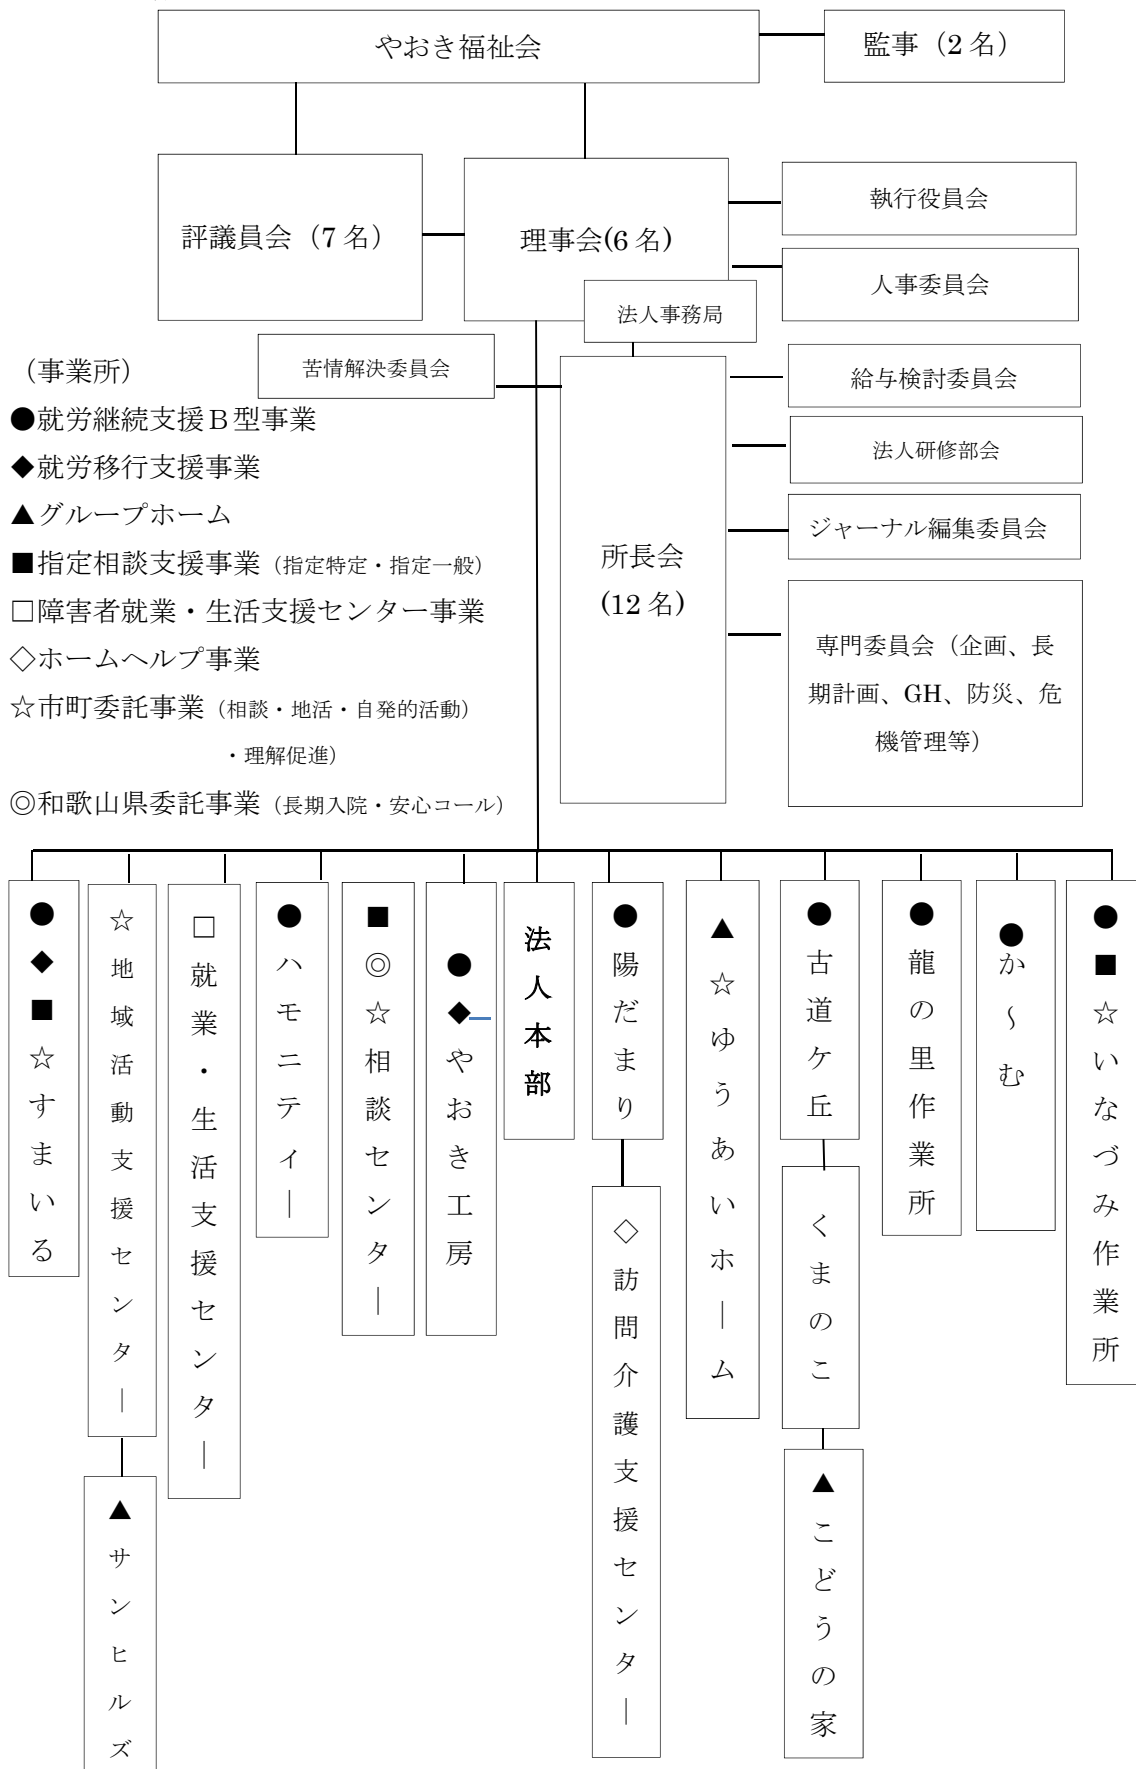 やおき福祉会
監事（2名）
評議員会（7名）
理事会(6名)
執行役員会
人事委員会
法人事務局
苦情解決委員会
給与検討委員会
法人研修部会
ジャーナル編集委員会
所長会
(12名)
専門委員会（企画、長
期計画、GH、防災、危
機管理等）
（事業所）
●就労継続支援B型事業
◆就労移行支援事業
▲グループホーム
■指定相談支援事業（指定特定・指定一般）
□障害者就業・生活支援センター事業
◇ホームヘルプ事業
☆市町委託事業（相談・地活・自発的活動）
・理解促進）
◎和歌山県委託事業（長期入院・安心コール）
●◆■☆すまいる
☆地域活動支援センター
▲サンヒルズ
□就業・生活支援センター
●ハモニティー
■◎☆相談センター
●◆やおき工房
法人本部
●陽だまり
◇訪問介護支援センター
▲☆ゆうあいホーム
●古道ケ丘
くまのこ
▲こどうの家
●龍の里作業所
●か～む
●■☆いなづみ作業所